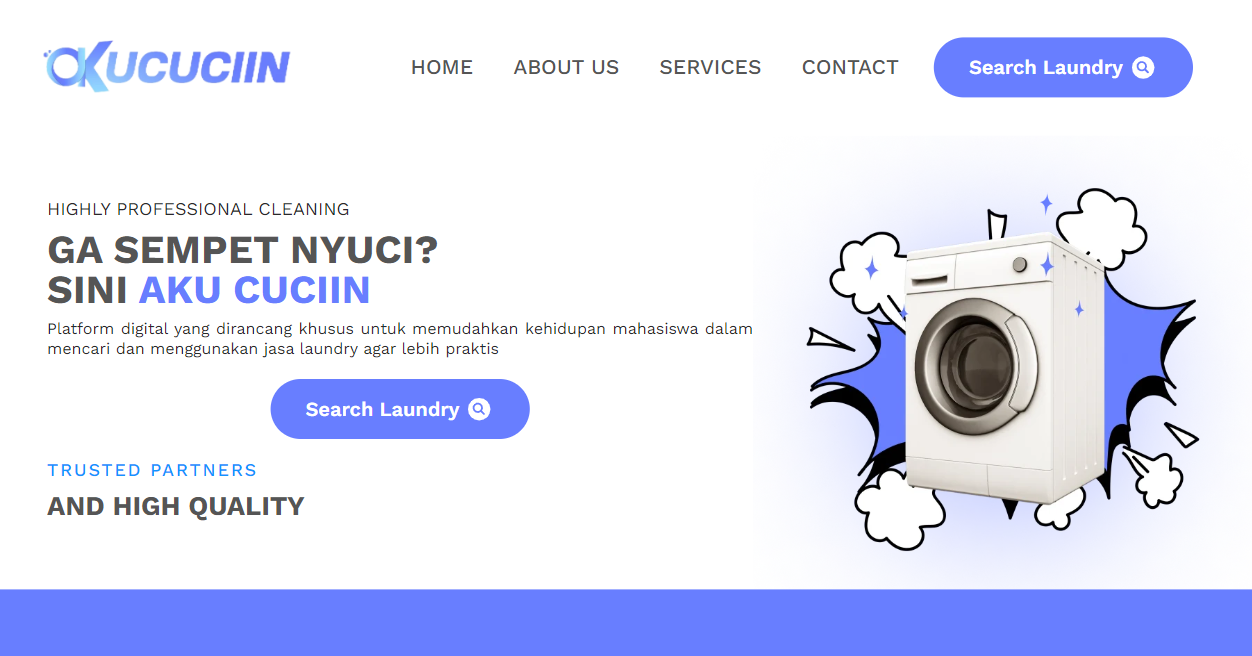 AKUCUCIIN
HOME
ABOUT US
SERVICES
CONTACT
Search Laundry
HIGHLY PROFESSIONAL CLEANING
GA SEMPET NYUCI?
SINI AKU CUCIIN
Platform digital yang dirancang khusus untuk memudahkan kehidupan mahasiswa dalam
mencari dan menggunakan jasa laundry agar lebih praktis
Search Laundry
TRUSTED PARTNERS
AND HIGH QUALITY